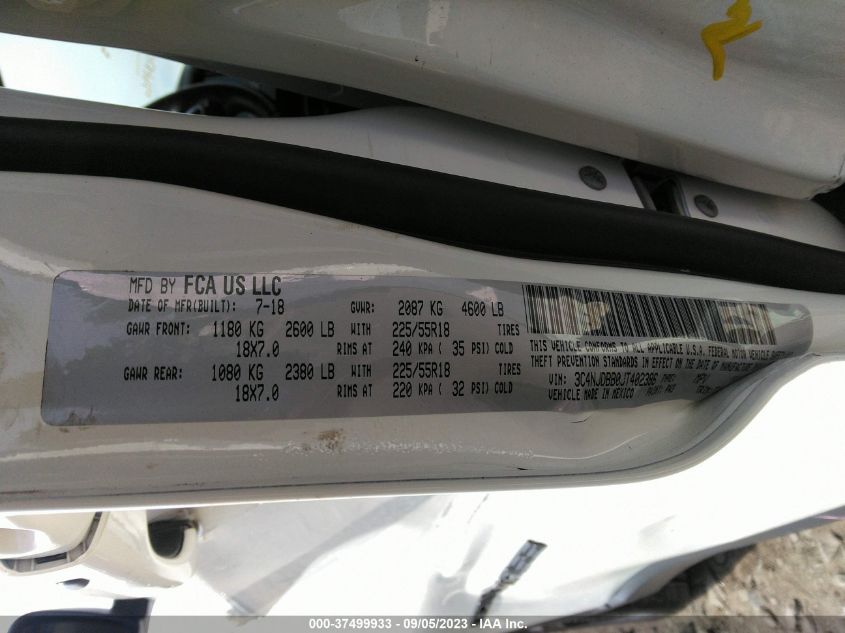 MFD BY FCA US LLC
DATE OF MFR(BUILT): 7-18 GVWR: 2087 KG 4600 LB
GAWR FRONT: 1180 KG 2600 LB WITH 225/55R18 TIRES
18X7.0 RIMS AT 240 KPA ( 35 PSI) COLD
GAWR REAR: 1080 KG 2380 LB WITH 225/55R18 TIRES
18X7.0 RIMS AT 220 KPA ( 32 PSI) COLD
THIS VEHICLE CONFORMS TO ALL APPLICABLE U.S.A. FEDERAL MOTOR VEHICLE
THEFT PREVENTION STANDARDS IN EFFECT ON THE DATE OF
VIN: 3C4NJDBB0JT402386
VEHICLE MADE IN MEXICO
000-37499933 - 09/05/2023 - IAA Inc.